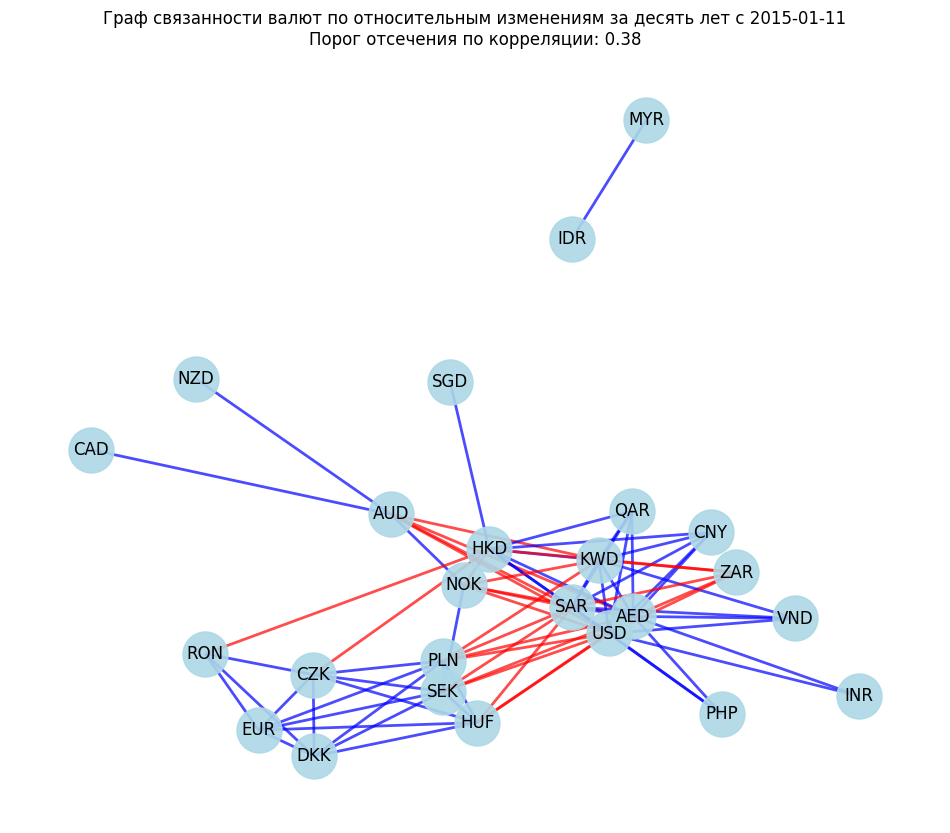 Граф связанности валют по относительным изменениям за десять лет с 2015-01-11
Порог отсечения по корреляции: 0.38
MYR
IDR
NZD
SGD
CAD
AUD
QAR
CNY
HKD
KWD
ZAR
NOK
SAR
AED
VND
USD
RON
PLN
CZK
SEK
INR
PHP
HUF
EUR
DKK